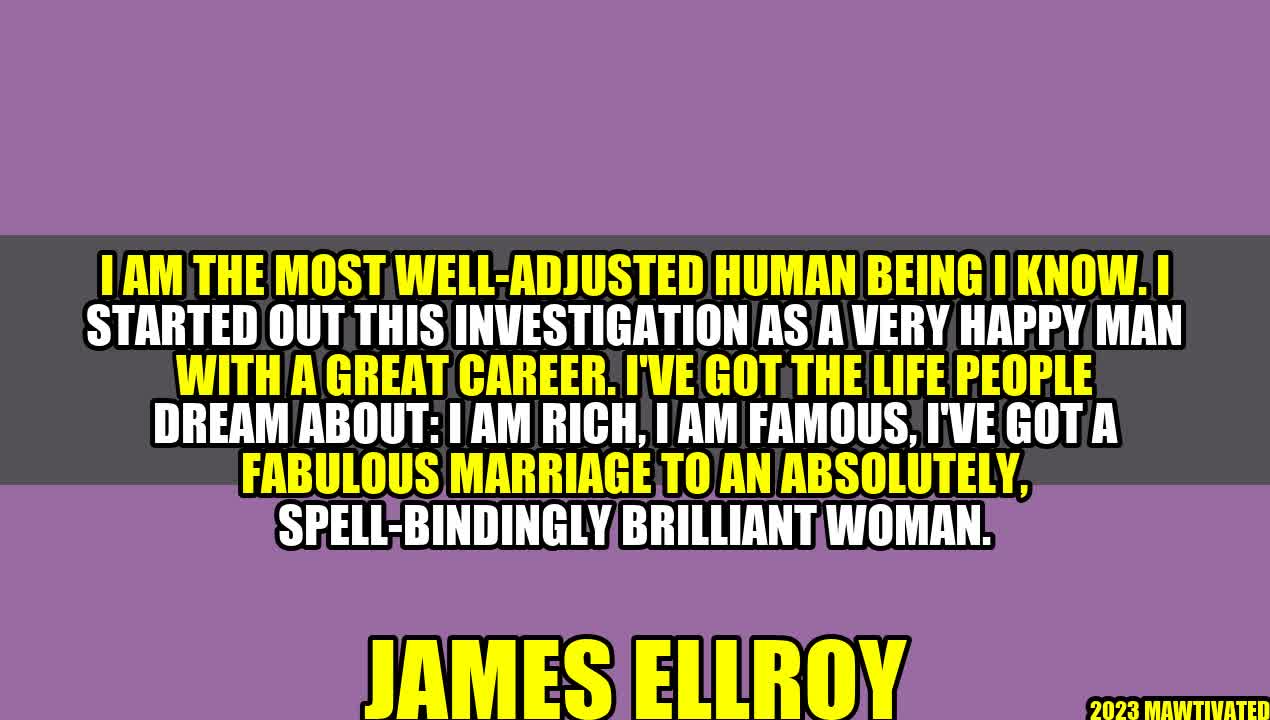 I AM THE MOST WELL-ADJUSTED HUMAN BEING I KNOW. I
STARTED OUT THIS INVESTIGATION AS A VERY HAPPY MAN
WITH A GREAT CAREER. I'VE GOT THE LIFE PEOPLE
DREAM ABOUT: I AM RICH, I AM FAMOUS, I'VE GOT A
FABULOUS MARRIAGE TO AN ABSOLUTELY,
SPELL-BINDINGLY BRILLIANT WOMAN.
JAMES ELLROY
2023 MAWTIVATED